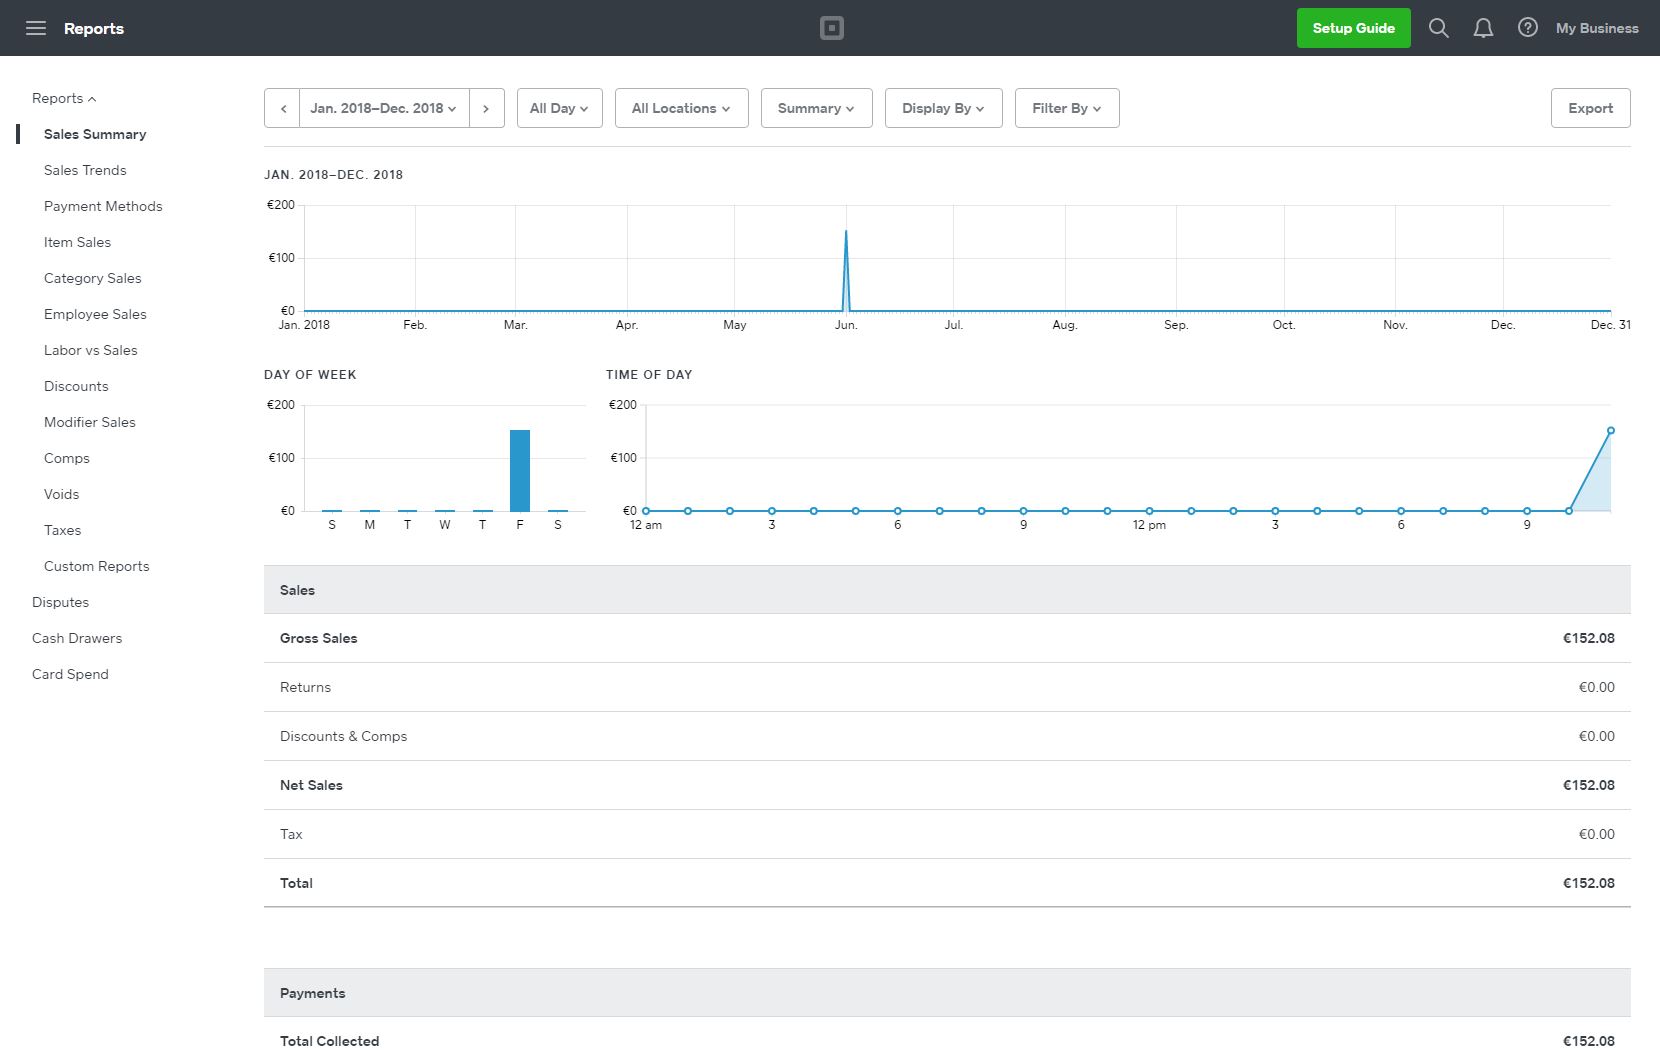 Reports
Setup Guide
My Business
Reports
Sales Summary
Sales Trends
Payment Methods
Item Sales
Category Sales
Employee Sales
Labor vs Sales
Discounts
Modifier Sales
Comps
Voids
Taxes
Custom Reports
Disputes
Cash Drawers
Card Spend
Jan. 2018–Dec. 2018 All Day All Locations Summary Display By Filter By Export
JAN. 2018–DEC. 2018
€200
€100
€0
Jan. 2018 Feb. Mar. Apr. May Jun. Jul. Aug. Sep. Oct. Nov. Dec. Dec. 31
DAY OF WEEK
€200
€100
€0
S M T W T F S
TIME OF DAY
€200
€100
€0
12 am 3 6 9 12 pm 3 6 9
Sales
Gross Sales €152.08
Returns €0.00
Discounts & Comps €0.00
Net Sales €152.08
Tax €0.00
Total €152.08
Payments
Total Collected €152.08